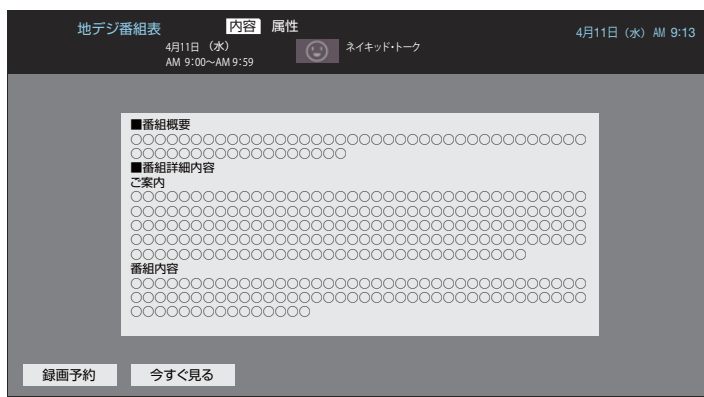 地デジ番組表 内容 属性
4月11日（水） AM 9:13
4月11日 （水）
AM 9:00～AM 9:59
ネイキッド・トーク
■番組概要
○○○○○○○○○○○○○○○○○○○○○○○○○○○○○○○○○○○○○○
○○○○○○○○○○○○○○○○○○
■番組詳細内容
ご案内
○○○○○○○○○○○○○○○○○○○○○○○○○○○○○○○○○○○○○○
○○○○○○○○○○○○○○○○○○○○○○○○○○○○○○○○○○○○○○
○○○○○○○○○○○○○○○○○○○○○○○○○○○○○○○○○○○○○○
○○○○○○○○○○○○○○○○○○○○○○○○○○○○○○○○○○○○○○
○○○○○○○○○○○○○○○○○○○○○○○○○○○○○○○○○
番組内容
○○○○○○○○○○○○○○○○○○○○○○○○○○○○○○○○○○○○○○
○○○○○○○○○○○○○○○○○○○○○○○○○○○○○○○○○○○○○○
○○○○○○○○○○○○○○○
録画予約
今すぐ見る